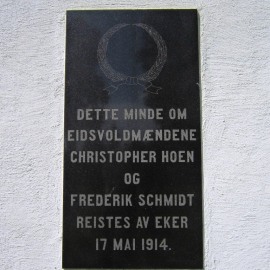 DETTE MINDE OM
EIDSVOLDMÆNDENE
CHRISTOPHER HOEN
OG
FREDERIK SCHMIDT
REISTES AV EKER
17 MAI 1914.